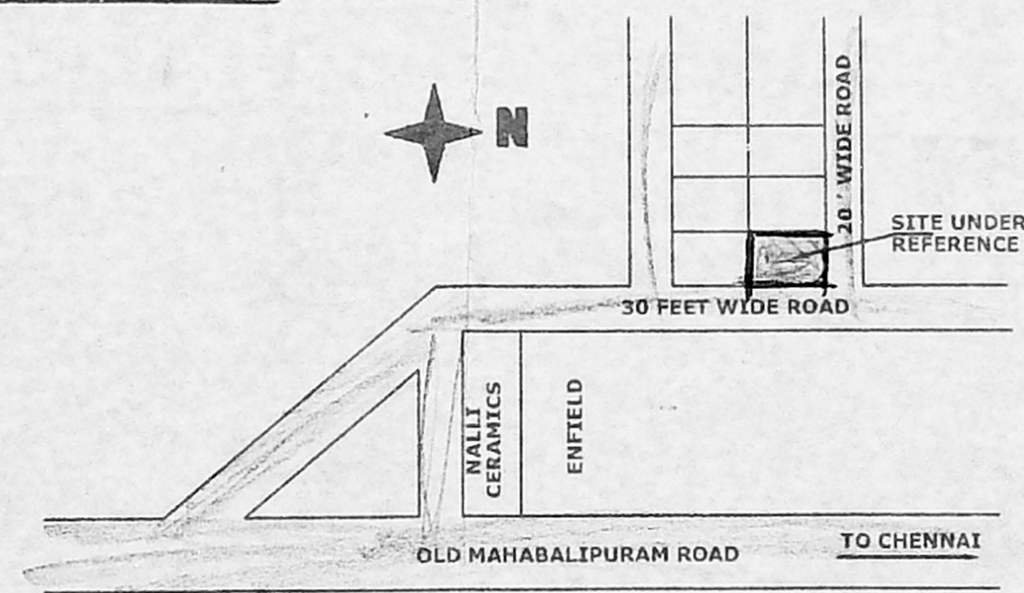 N
20 ' WIDE ROAD
SITE UNDER
REFERENCE
30 FEET WIDE ROAD
NALLI
CERAMICS
ENFIELD
OLD MAHABALIPURAM ROAD
TO CHENNAI